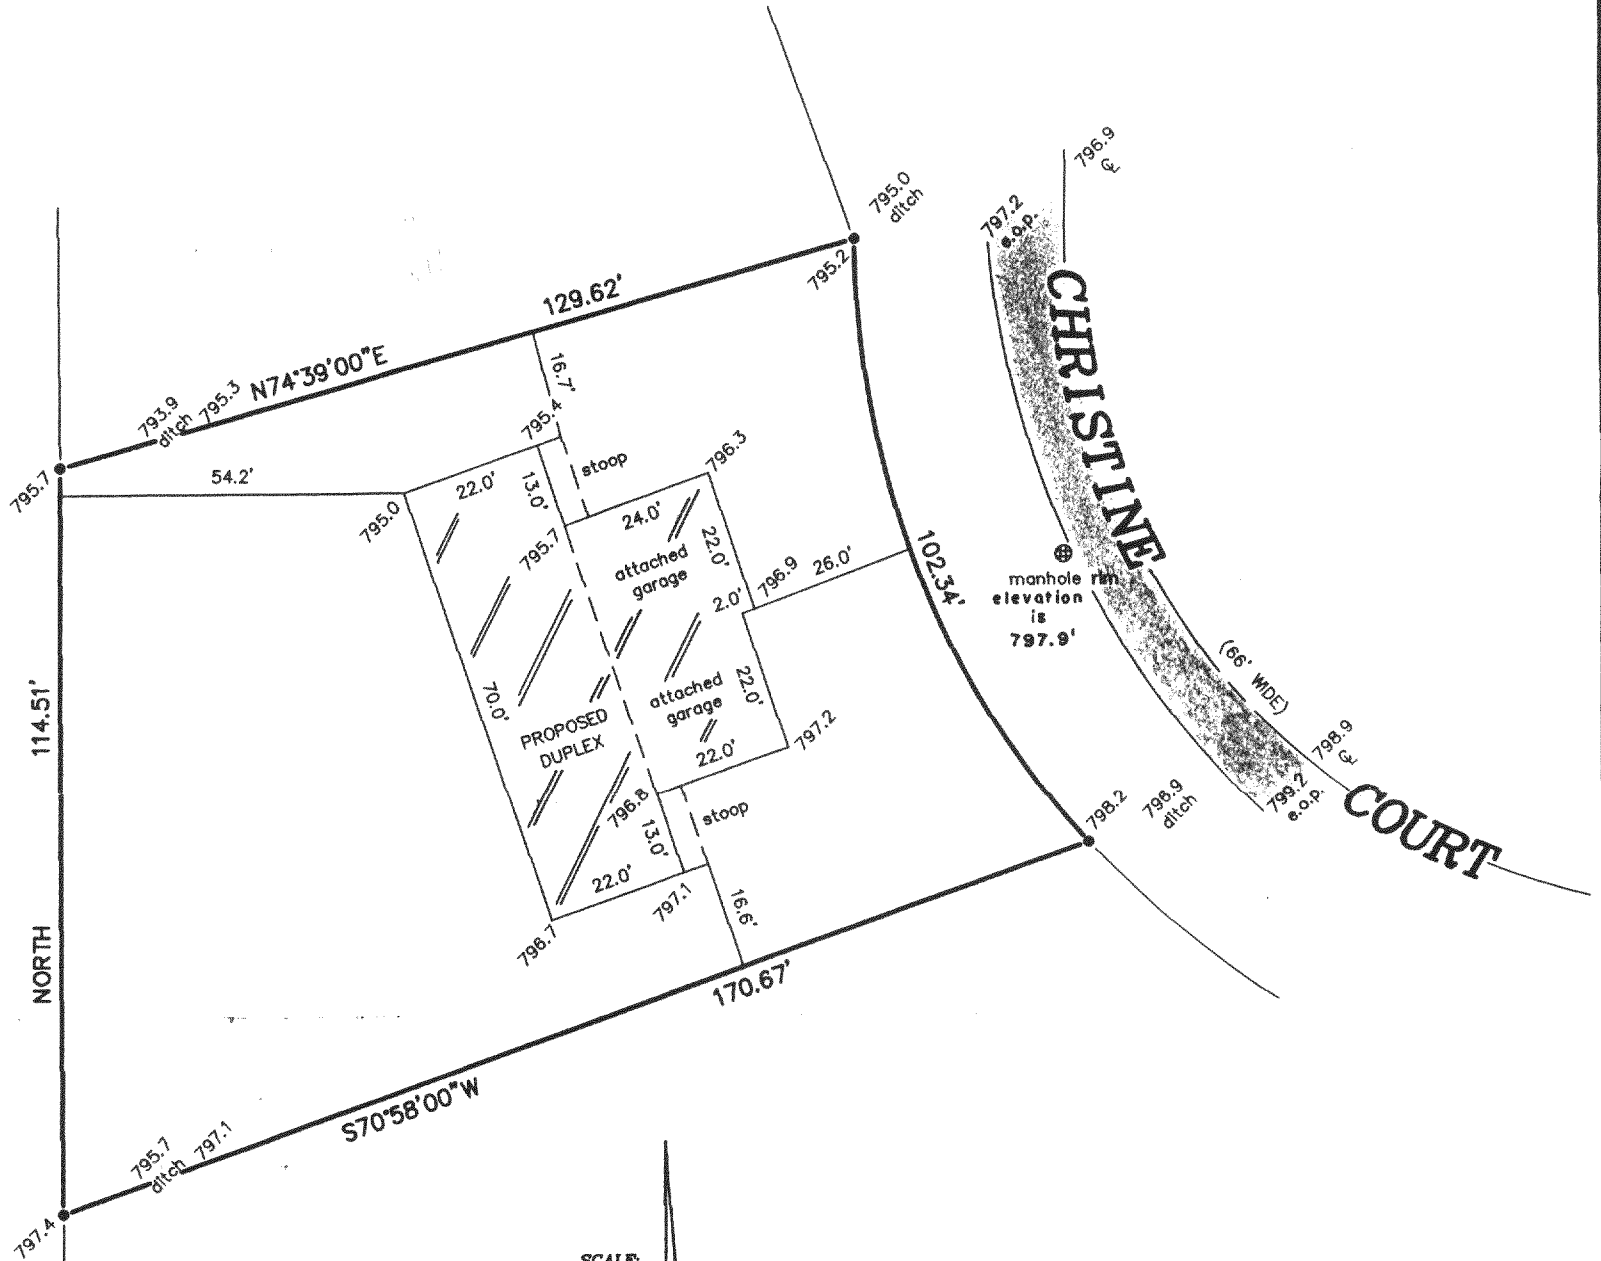 796.9
℄
795.0
ditch
797.2
e.o.p.
795.2
CHRISTINE
129.62'
N74°39'00"E
16.7'
793.9
ditch
795.3
795.4
795.7
54.2'
22.0'
13.0'
stoop
796.3
795.0
24.0'
795.7
attached
garage
22.0'
796.9
26.0'
2.0'
102.34'
manhole rim
elevation
is
797.9'
(66' WIDE)
70.0'
attached
garage
22.0'
PROPOSED
DUPLEX
22.0'
797.2
114.51'
NORTH
798.9
℄
799.2
e.o.p.
COURT
796.8
13.0'
stoop
798.2
798.9
ditch
22.0'
797.1
16.6'
796.7
170.67'
S70°58'00"W
795.7
ditch
797.1
797.4
SCALE: